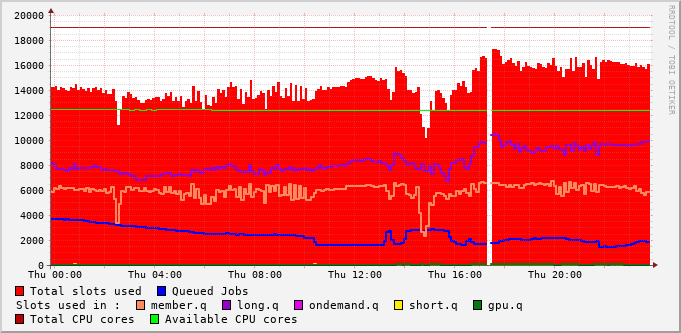 20000
18000
16000
14000
12000
10000
8000
6000
4000
2000
0
Thu 00:00 Thu 04:00 Thu 08:00 Thu 12:00 Thu 16:00 Thu 20:00
RRDTOOL / TOBI OETIKER
Total slots used Queued Jobs
Slots used in : member.q long.q ondemand.q short.q gpu.q
Total CPU cores Available CPU cores